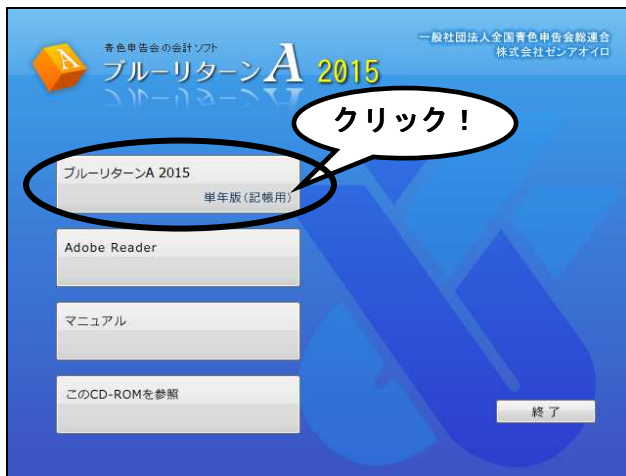 一般社団法人全国青色申告会総連合
株式会社ゼンアオイロ
青色申告会の会計ソフト
ブルーリターンA 2015
クリック!
ブルーリターンA 2015
単年版(記帳用)
Adobe Reader
マニュアル
このCD-ROMを参照
終了